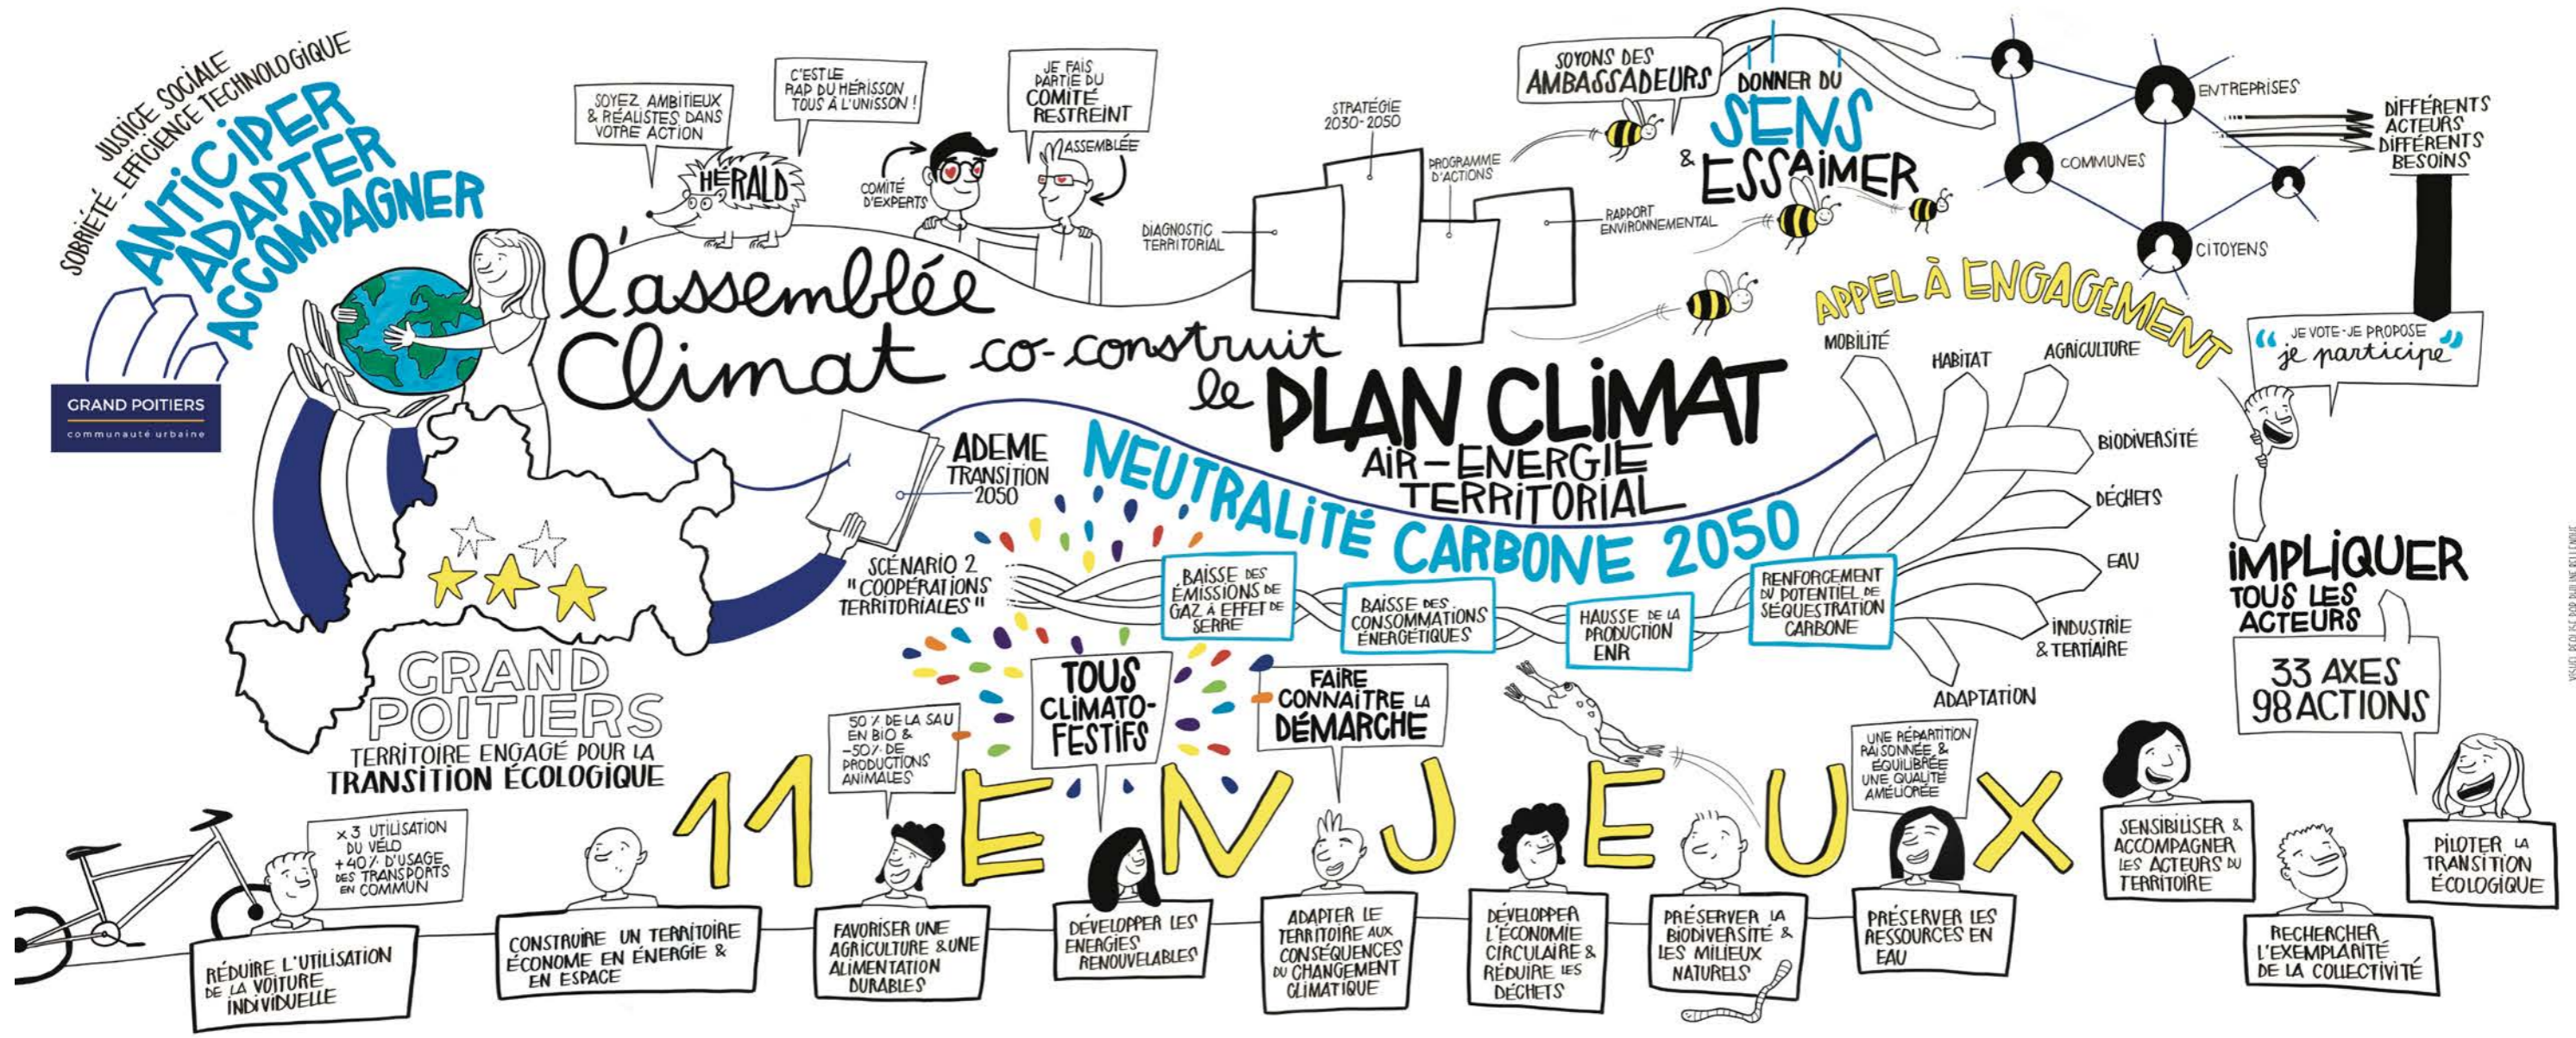 JUSTICE SOCIALE
SOBRIÉTÉ_EFFICIENCE TECHNOLOGIQUE
ANTICIPER
ADAPTER
ACCOMPAGNER
GRAND POITIERS
communauté urbaine
SOYEZ AMBITIEUX
& RÉALISTES DANS
VOTRE ACTION
C'EST LE
RAP DU HÉRISSON
TOUS À L'UNISSON !
HÉRALD
COMITÉ
D'EXPERTS
JE FAIS
PARTIE DU
COMITÉ
RESTREINT
ASSEMBLÉE
l'assemblée
Climat co-construit
le PLAN CLIMAT
AIR-ENERGIE
TERRITORIAL
DIAGNOSTIC
TERRITORIAL
STRATÉGIE
2030-2050
PROGRAMME
D'ACTIONS
RAPPORT
ENVIRONNEMENTAL
SOYONS DES
AMBASSADEURS
DONNER DU
SENS
& ESSAIMER
ENTREPRISES
COMMUNES
CITOYENS
DIFFÉRENTS
ACTEURS
DIFFÉRENTS
BESOINS
APPEL À ENGAGEMENT
"JE VOTE-JE PROPOSE
je participe"
ADEME
TRANSITION
2050
SCÉNARIO 2
"COOPÉRATIONS
TERRITORIALES"
NEUTRALITÉ CARBONE 2050
BAISSE DES
ÉMISSIONS DE
GAZ À EFFET DE
SERRE
BAISSE DES
CONSOMMATIONS
ÉNERGÉTIQUES
HAUSSE DE LA
PRODUCTION
ENR
RENFORCEMENT
DU POTENTIEL DE
SÉQUESTRATION
CARBONE
MOBILITÉ
HABITAT
AGRICULTURE
BIODIVERSITÉ
DÉCHETS
EAU
INDUSTRIE
& TERTIAIRE
ADAPTATION
IMPLIQUER
TOUS LES
ACTEURS
33 AXES
98 ACTIONS
GRAND
POITIERS
TERRITOIRE ENGAGÉ POUR LA
TRANSITION ÉCOLOGIQUE
11 ENJEUX
x 3 UTILISATION
DU VÉLO
+40% D'USAGE
DES TRANSPORTS
EN COMMUN
RÉDUIRE L'UTILISATION
DE LA VOITURE
INDIVIDUELLE
CONSTRUIRE UN TERRITOIRE
ÉCONOME EN ÉNERGIE &
EN ESPACE
50 % DE LA SAU
EN BIO &
-50% DE
PRODUCTIONS
ANIMALES
FAVORISER UNE
AGRICULTURE & UNE
ALIMENTATION
DURABLES
TOUS
CLIMATO-
FESTIFS
DÉVELOPPER LES
ENERGIES
RENOUVELABLES
FAIRE
CONNAITRE LA
DÉMARCHE
ADAPTER LE
TERRITOIRE AUX
CONSÉQUENCES
DU CHANGEMENT
CLIMATIQUE
DÉVELOPPER
L'ÉCONOMIE
CIRCULAIRE &
RÉDUIRE LES
DÉCHETS
PRÉSERVER LA
BIODIVERSITÉ &
LES MILIEUX
NATURELS
UNE RÉPARTITION
RAISONNÉE &
ÉQUILIBRÉE
UNE QUALITÉ
AMÉLIORÉE
PRÉSERVER LES
RESSOURCES EN
EAU
SENSIBILISER &
ACCOMPAGNER
LES ACTEURS DU
TERRITOIRE
RECHERCHER
L'EXEMPLARITÉ
DE LA COLLECTIVITÉ
PILOTER LA
TRANSITION
ÉCOLOGIQUE